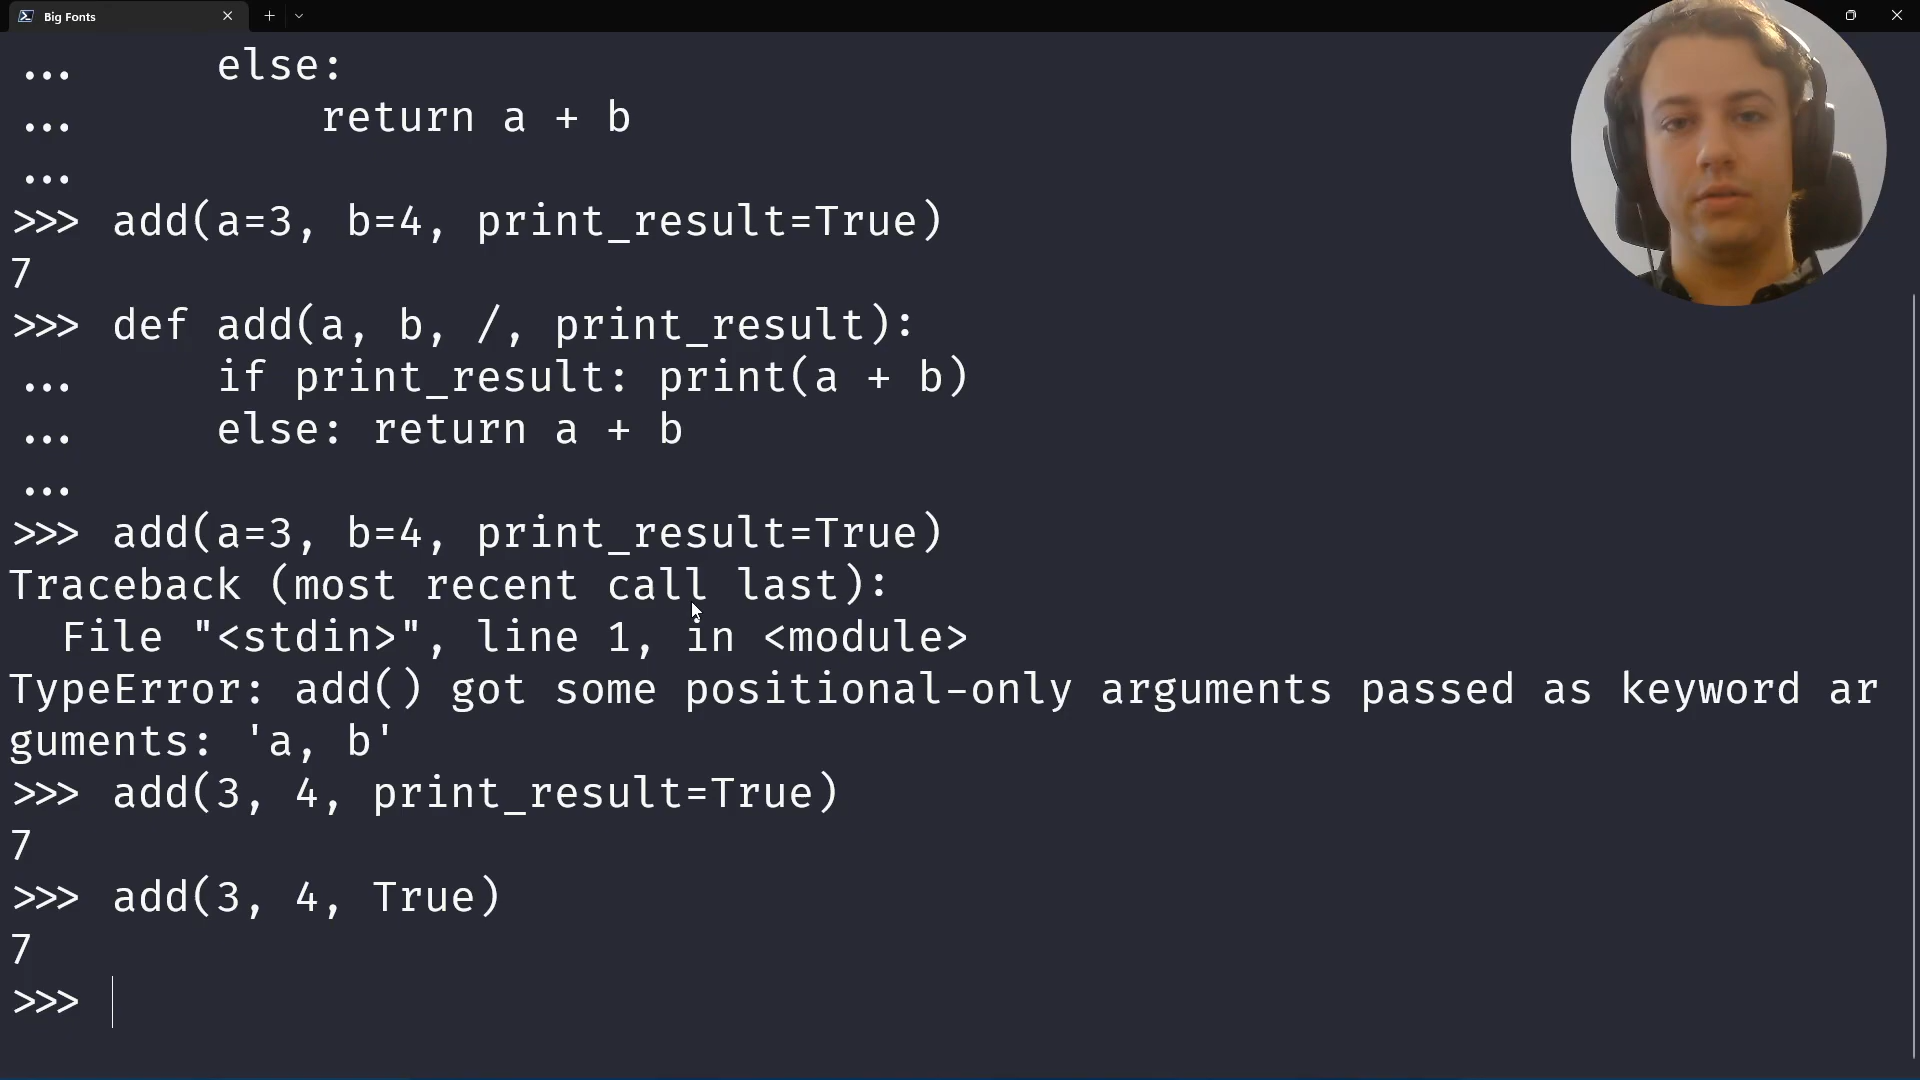 Big Fonts
... else:
... return a + b
...
>>> add(a=3, b=4, print_result=True)
7
>>> def add(a, b, /, print_result):
... if print_result: print(a + b)
... else: return a + b
...
>>> add(a=3, b=4, print_result=True)
Traceback (most recent call last):
File "<stdin>", line 1, in <module>
TypeError: add() got some positional-only arguments passed as keyword ar
guments: 'a, b'
>>> add(3, 4, print_result=True)
7
>>> add(3, 4, True)
7
>>>